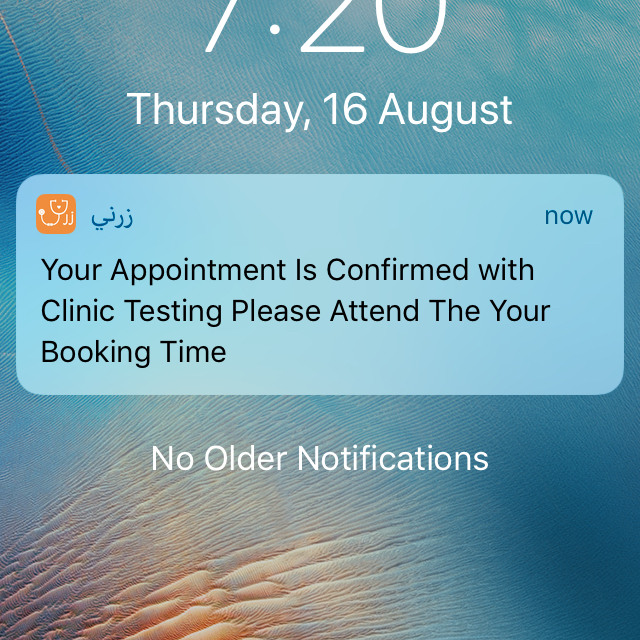 7:20
Thursday, 16 August
زرني
now
Your Appointment Is Confirmed with
Clinic Testing Please Attend The Your
Booking Time
No Older Notifications